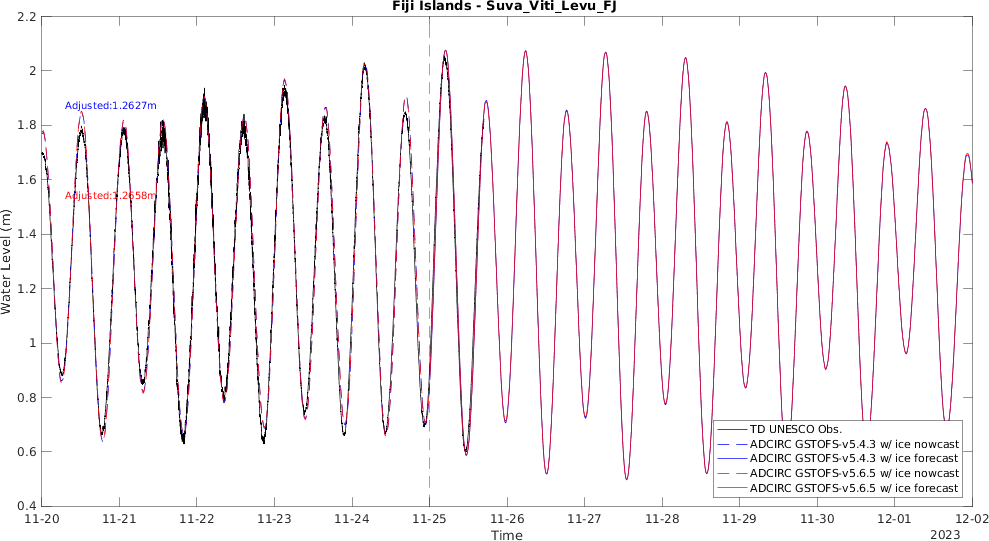 Fiji Islands - Suva_Viti_Levu_FJ
2.2
2
1.8
1.6
1.4
1.2
1
0.8
0.6
0.4
Water Level (m)
Adjusted:1.2627m
Adjusted:1.2658m
TD UNESCO Obs.
ADCIRC GSTOFS-v5.4.3 w/ ice nowcast
ADCIRC GSTOFS-v5.4.3 w/ ice forecast
ADCIRC GSTOFS-v5.6.5 w/ ice nowcast
ADCIRC GSTOFS-v5.6.5 w/ ice forecast
11-20 11-21 11-22 11-23 11-24 11-25 11-26 11-27 11-28 11-29 11-30 12-01 12-02
Time
2023